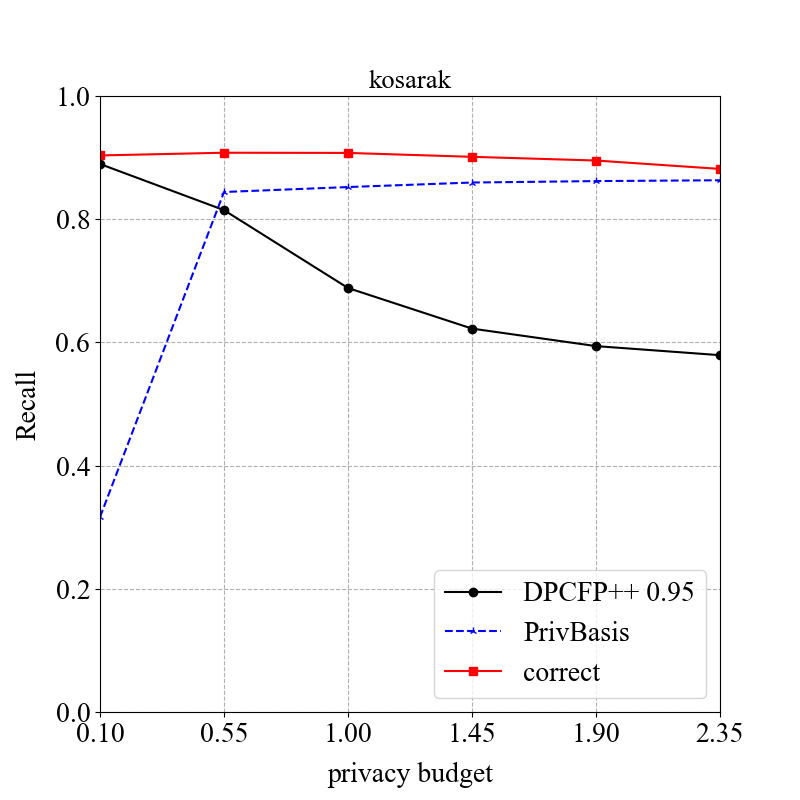 kosarak
1.0
0.8
0.6
0.4
0.2
0.0
Recall
DPCFP++ 0.95
PrivBasis
correct
0.10 0.55 1.00 1.45 1.90 2.35
privacy budget